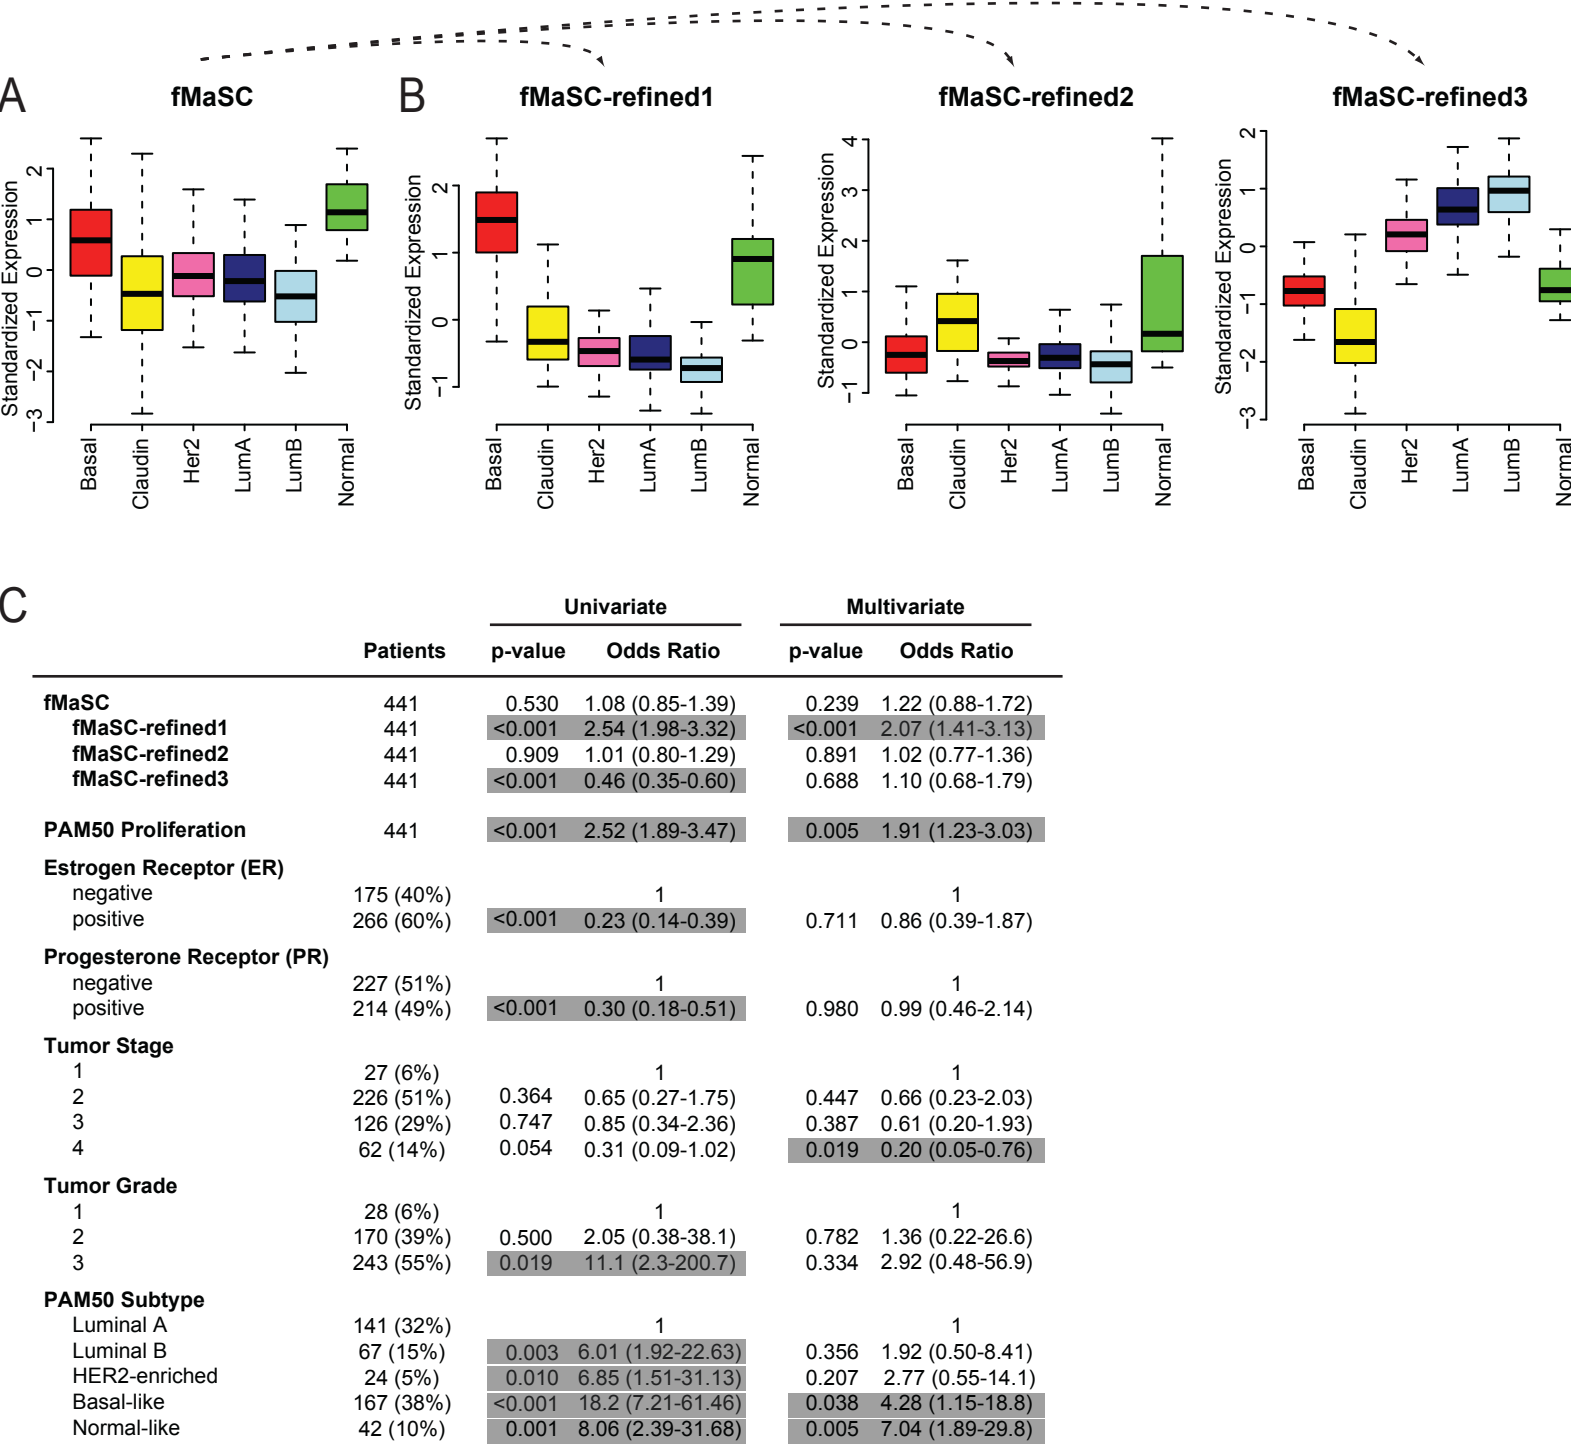 A
fMaSC
B
fMaSC-refined1
fMaSC-refined2
fMaSC-refined3
Standardized Expression
2
1
0
−1
−2
−3
Basal
Claudin
Her2
LumA
LumB
Normal
Standardized Expression
2
1
0
−1
Basal
Claudin
Her2
LumA
LumB
Normal
Standardized Expression
4
3
2
1
0
−1
Basal
Claudin
Her2
LumA
LumB
Normal
Standardized Expression
2
1
0
−1
−2
−3
Basal
Claudin
Her2
LumA
LumB
Normal
C
Univariate Multivariate
Patients p-value Odds Ratio p-value Odds Ratio
fMaSC 441 0.530 1.08 (0.85-1.39) 0.239 1.22 (0.88-1.72)
fMaSC-refined1 441 <0.001 2.54 (1.98-3.32) <0.001 2.07 (1.41-3.13)
fMaSC-refined2 441 0.909 1.01 (0.80-1.29) 0.891 1.02 (0.77-1.36)
fMaSC-refined3 441 <0.001 0.46 (0.35-0.60) 0.688 1.10 (0.68-1.79)
PAM50 Proliferation 441 <0.001 2.52 (1.89-3.47) 0.005 1.91 (1.23-3.03)
Estrogen Receptor (ER)
negative 175 (40%) 1 1
positive 266 (60%) <0.001 0.23 (0.14-0.39) 0.711 0.86 (0.39-1.87)
Progesterone Receptor (PR)
negative 227 (51%) 1 1
positive 214 (49%) <0.001 0.30 (0.18-0.51) 0.980 0.99 (0.46-2.14)
Tumor Stage
1 27 (6%) 1 1
2 226 (51%) 0.364 0.65 (0.27-1.75) 0.447 0.66 (0.23-2.03)
3 126 (29%) 0.747 0.85 (0.34-2.36) 0.387 0.61 (0.20-1.93)
4 62 (14%) 0.054 0.31 (0.09-1.02) 0.019 0.20 (0.05-0.76)
Tumor Grade
1 28 (6%) 1 1
2 170 (39%) 0.500 2.05 (0.38-38.1) 0.782 1.36 (0.22-26.6)
3 243 (55%) 0.019 11.1 (2.3-200.7) 0.334 2.92 (0.48-56.9)
PAM50 Subtype
Luminal A 141 (32%) 1 1
Luminal B 67 (15%) 0.003 6.01 (1.92-22.63) 0.356 1.92 (0.50-8.41)
HER2-enriched 24 (5%) 0.010 6.85 (1.51-31.13) 0.207 2.77 (0.55-14.1)
Basal-like 167 (38%) <0.001 18.2 (7.21-61.46) 0.038 4.28 (1.15-18.8)
Normal-like 42 (10%) 0.001 8.06 (2.39-31.68) 0.005 7.04 (1.89-29.8)